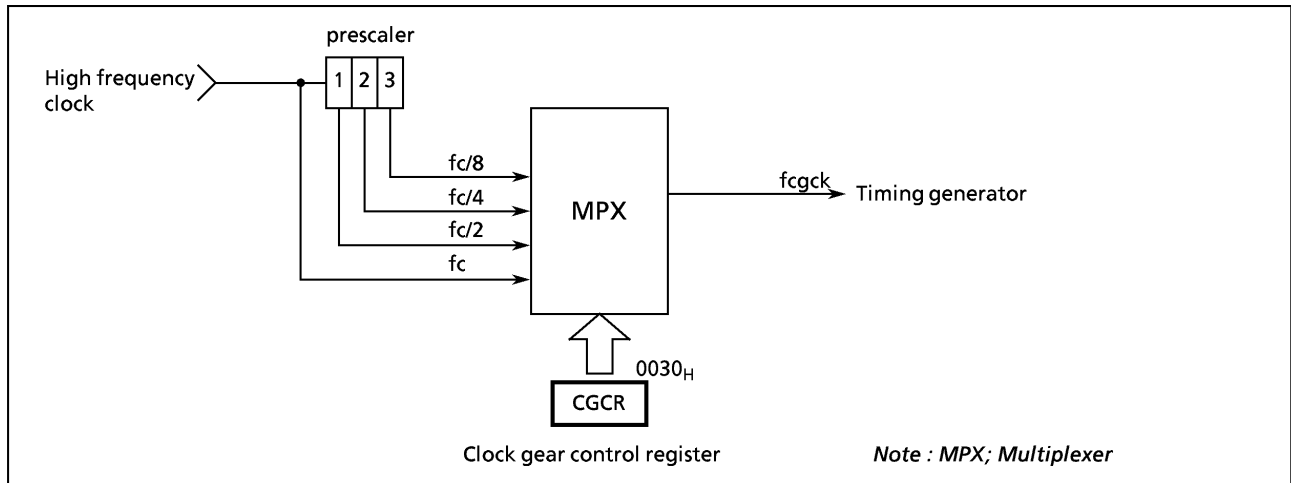 prescaler
High frequency
clock
1 2 3
fc/8
fc/4
fc/2
fc
MPX
fcgck
Timing generator
0030H
CGCR
Clock gear control register
Note : MPX; Multiplexer